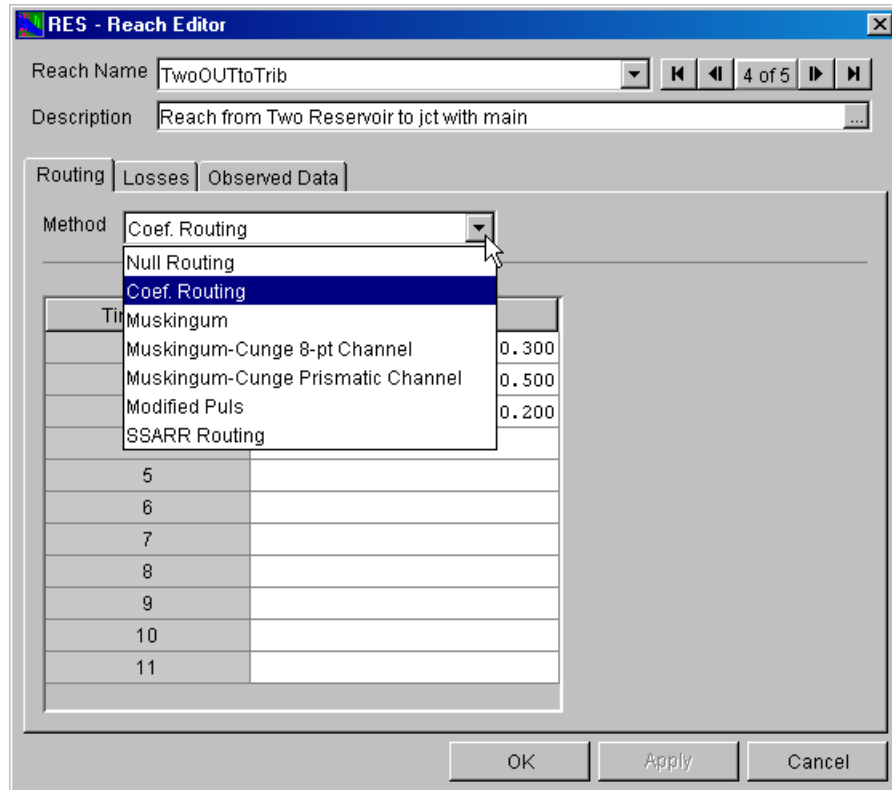 RES - Reach Editor
Reach Name TwoOUTtoTrib 4 of 5
Description Reach from Two Reservoir to jct with main ...
Routing Losses Observed Data
Method Coef. Routing
Null Routing
Coef. Routing
Muskingum
Muskingum-Cunge 8-pt Channel 0.300
Muskingum-Cunge Prismatic Channel 0.500
Modified Puls 0.200
SSARR Routing
5
6
7
8
9
10
11
OK Apply Cancel